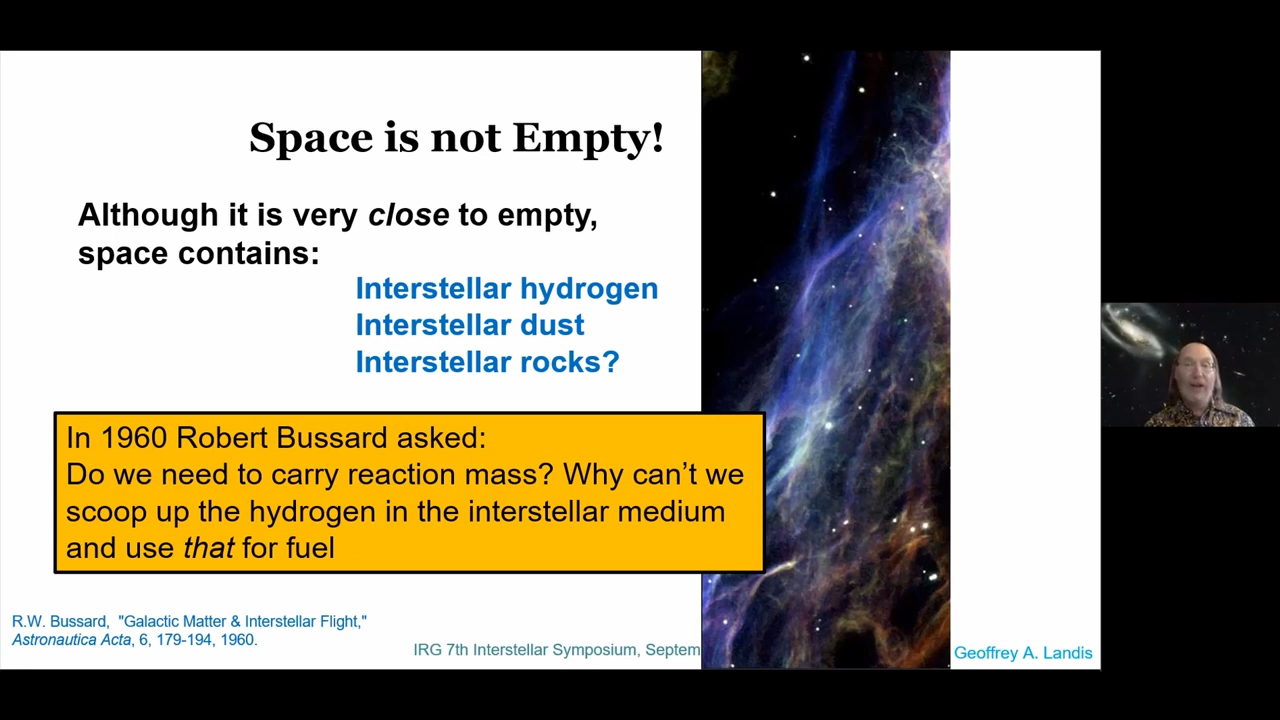 Space is not Empty!
Although it is very close to empty,
space contains:
Interstellar hydrogen
Interstellar dust
Interstellar rocks?
In 1960 Robert Bussard asked:
Do we need to carry reaction mass? Why can’t we
scoop up the hydrogen in the interstellar medium
and use that for fuel
R.W. Bussard, "Galactic Matter & Interstellar Flight,"
Astronautica Acta, 6, 179-194, 1960.
IRG 7th Interstellar Symposium, Septem
Geoffrey A. Landis